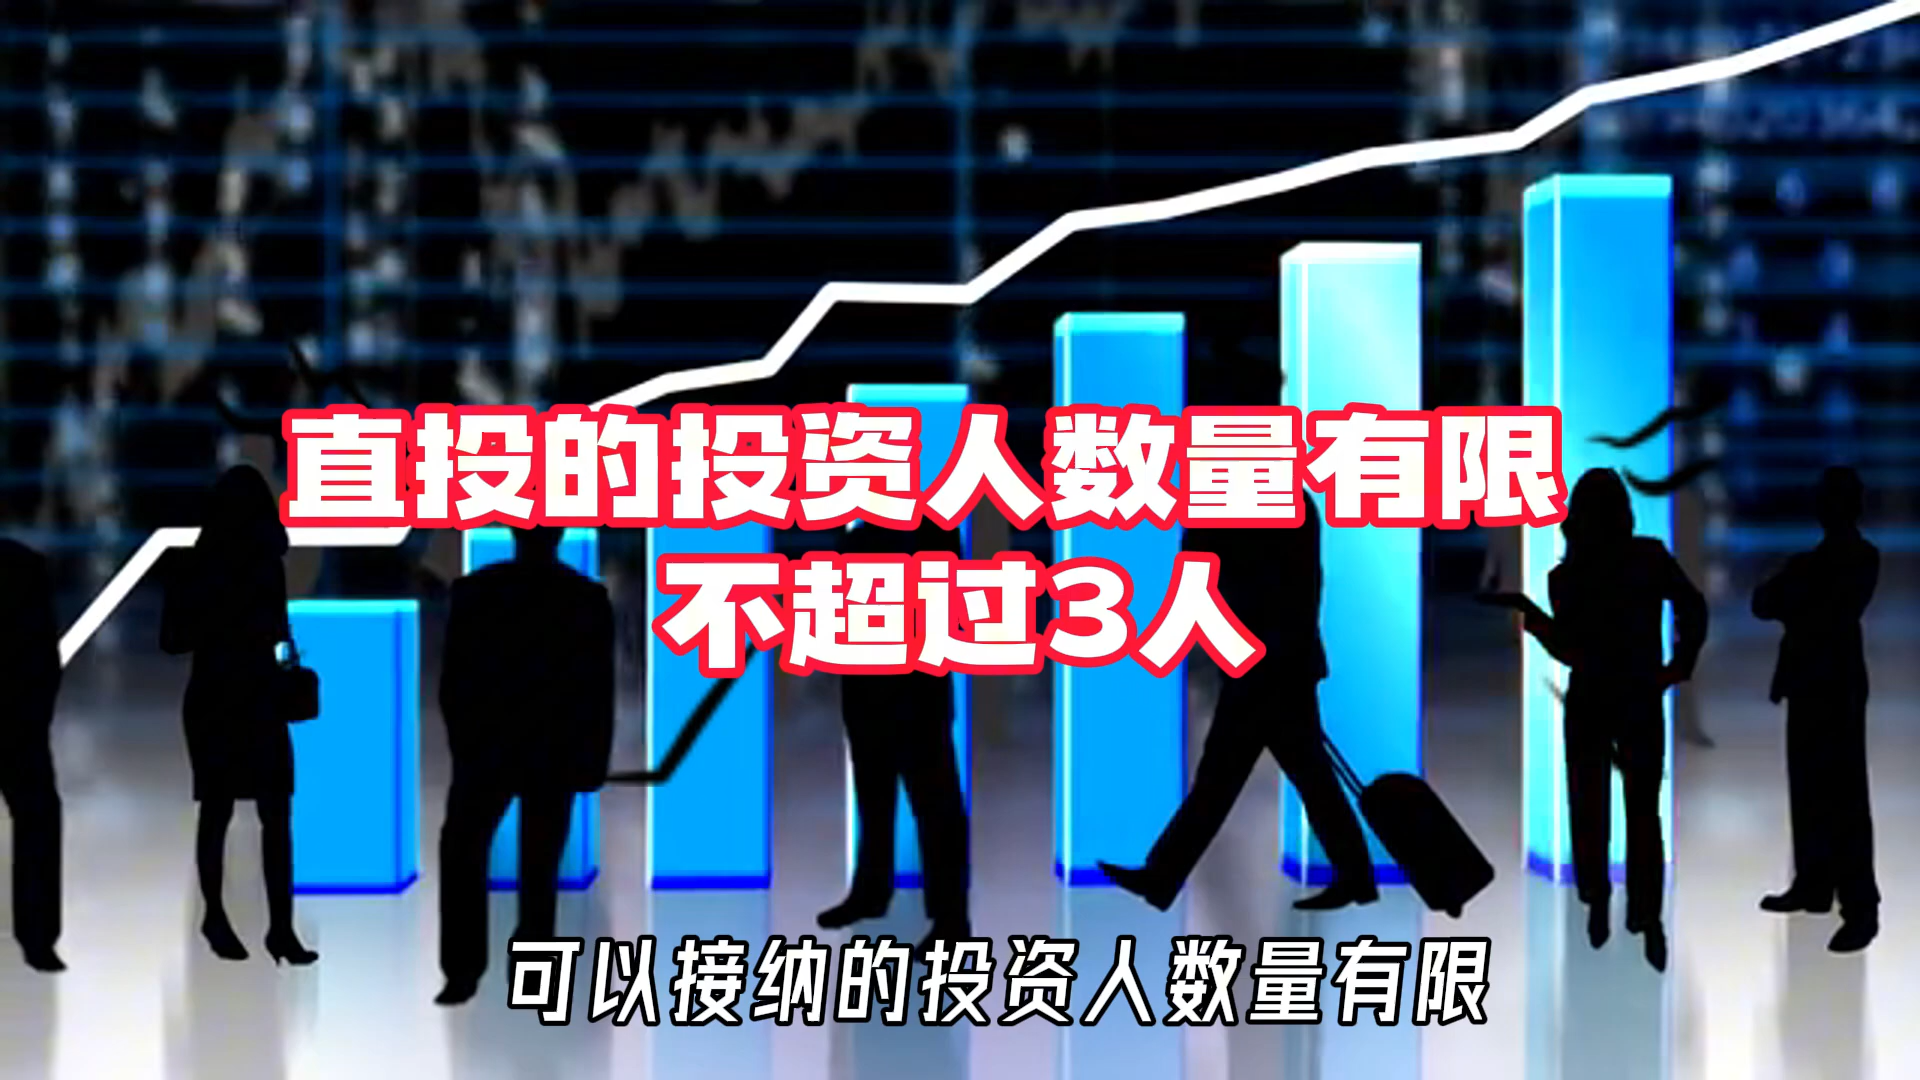 直投的投资人数量有限
不超过3人
可以接纳的投资人数量有限